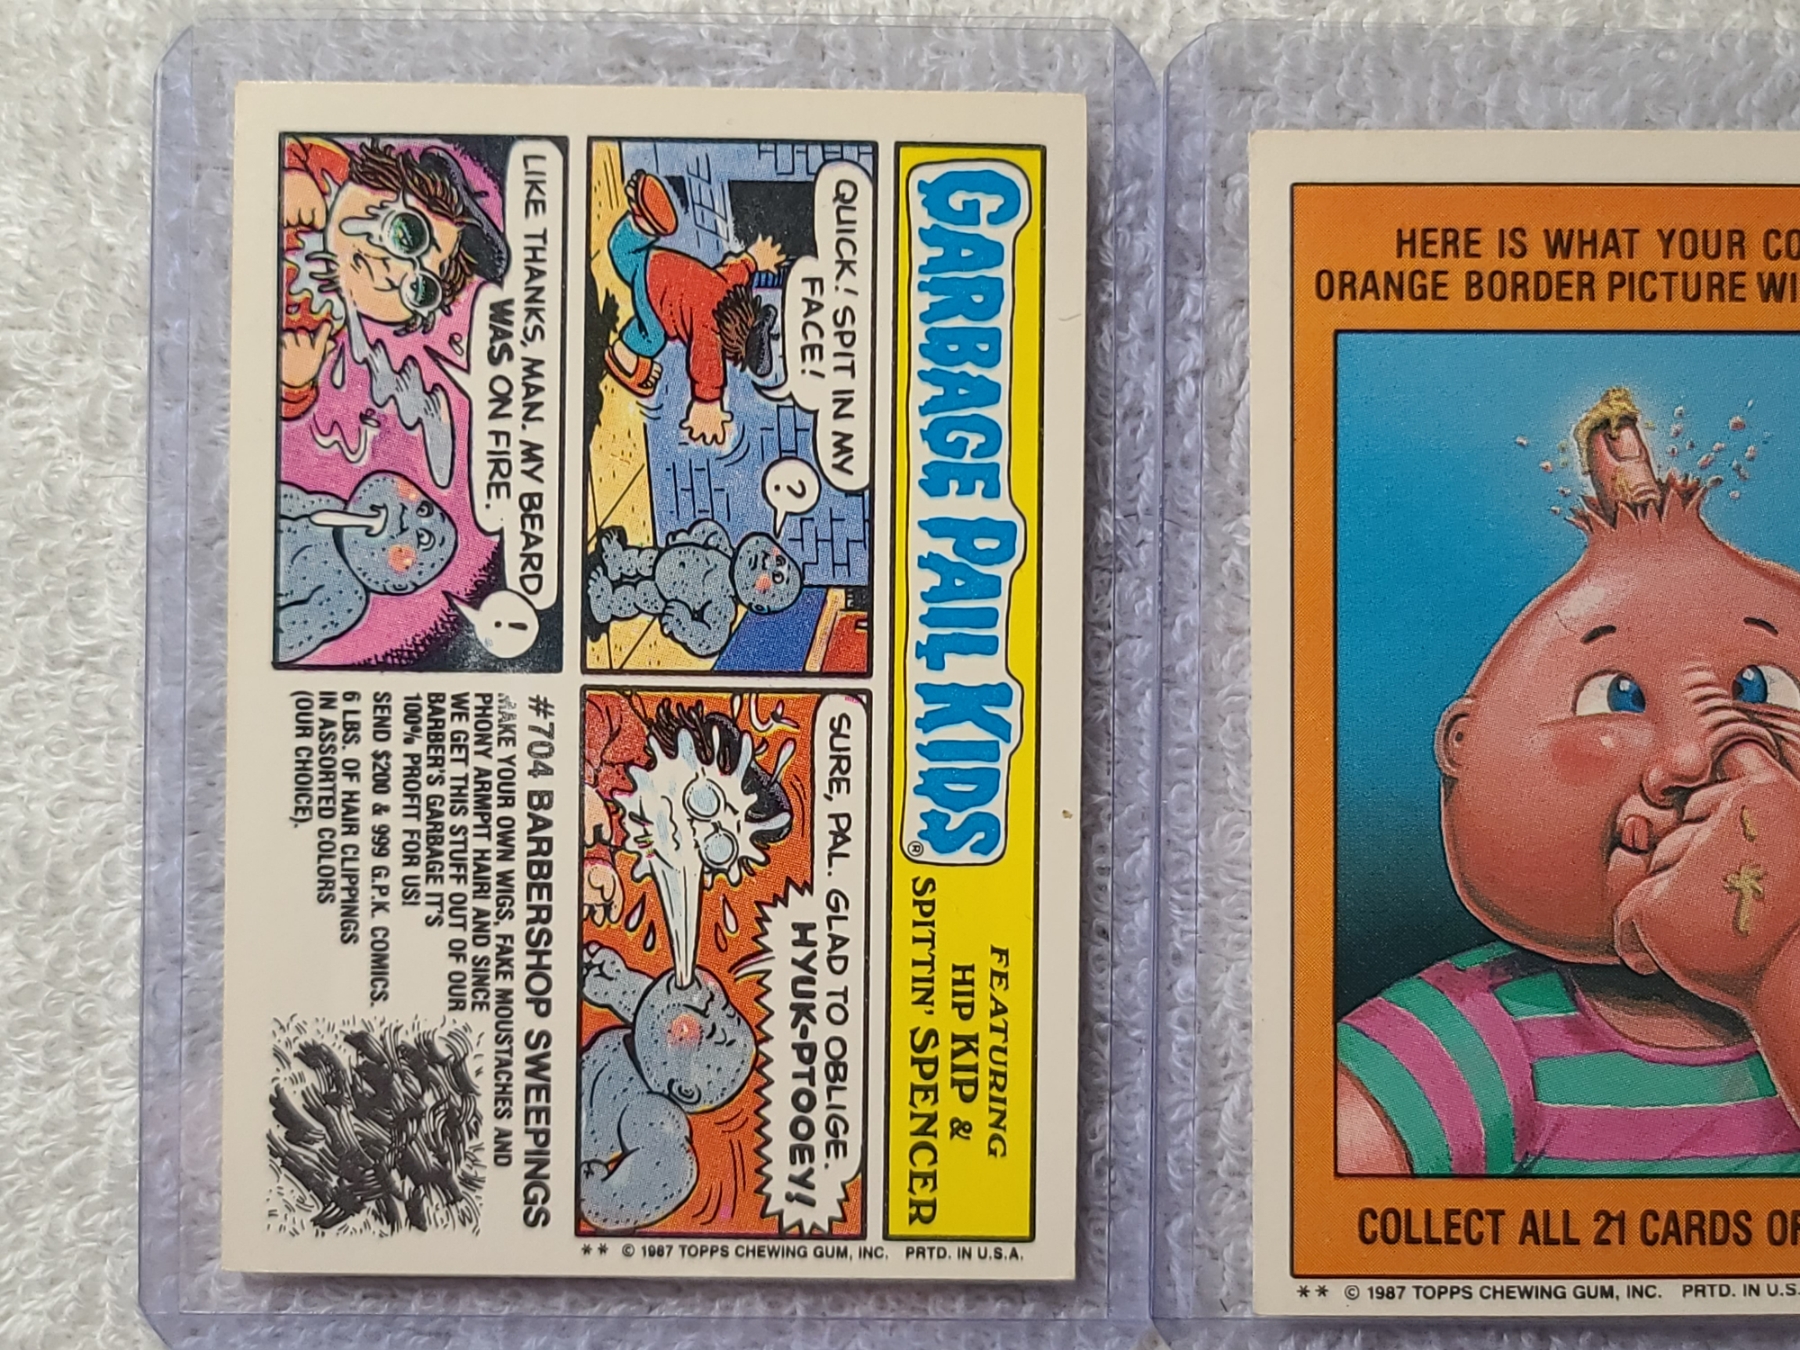 GARBAGE PAIL KIDS®
FEATURING
HIP KIP &
SPITTIN' SPENCER
QUICK! SPIT IN MY
FACE!
?
SURE, PAL. GLAD TO OBLIGE.
HYUK-PTOOEY!
LIKE THANKS, MAN. MY BEARD
WAS ON FIRE.
!
#704 BARBERSHOP SWEEPINGS
MAKE YOUR OWN WIGS, FAKE MOUSTACHES AND
PHONY ARMPIT HAIR! AND SINCE
WE GET THIS STUFF OUT OF OUR
BARBER'S GARBAGE IT'S
100% PROFIT FOR US!
SEND $200 & 999 G.P.K. COMICS.
6 LBS. OF HAIR CLIPPINGS
IN ASSORTED COLORS
(OUR CHOICE).
** © 1987 TOPPS CHEWING GUM, INC. PRTD. IN U.S.A.
HERE IS WHAT YOUR CO
ORANGE BORDER PICTURE WI
COLLECT ALL 21 CARDS OF
** © 1987 TOPPS CHEWING GUM, INC. PRTD. IN U.S.